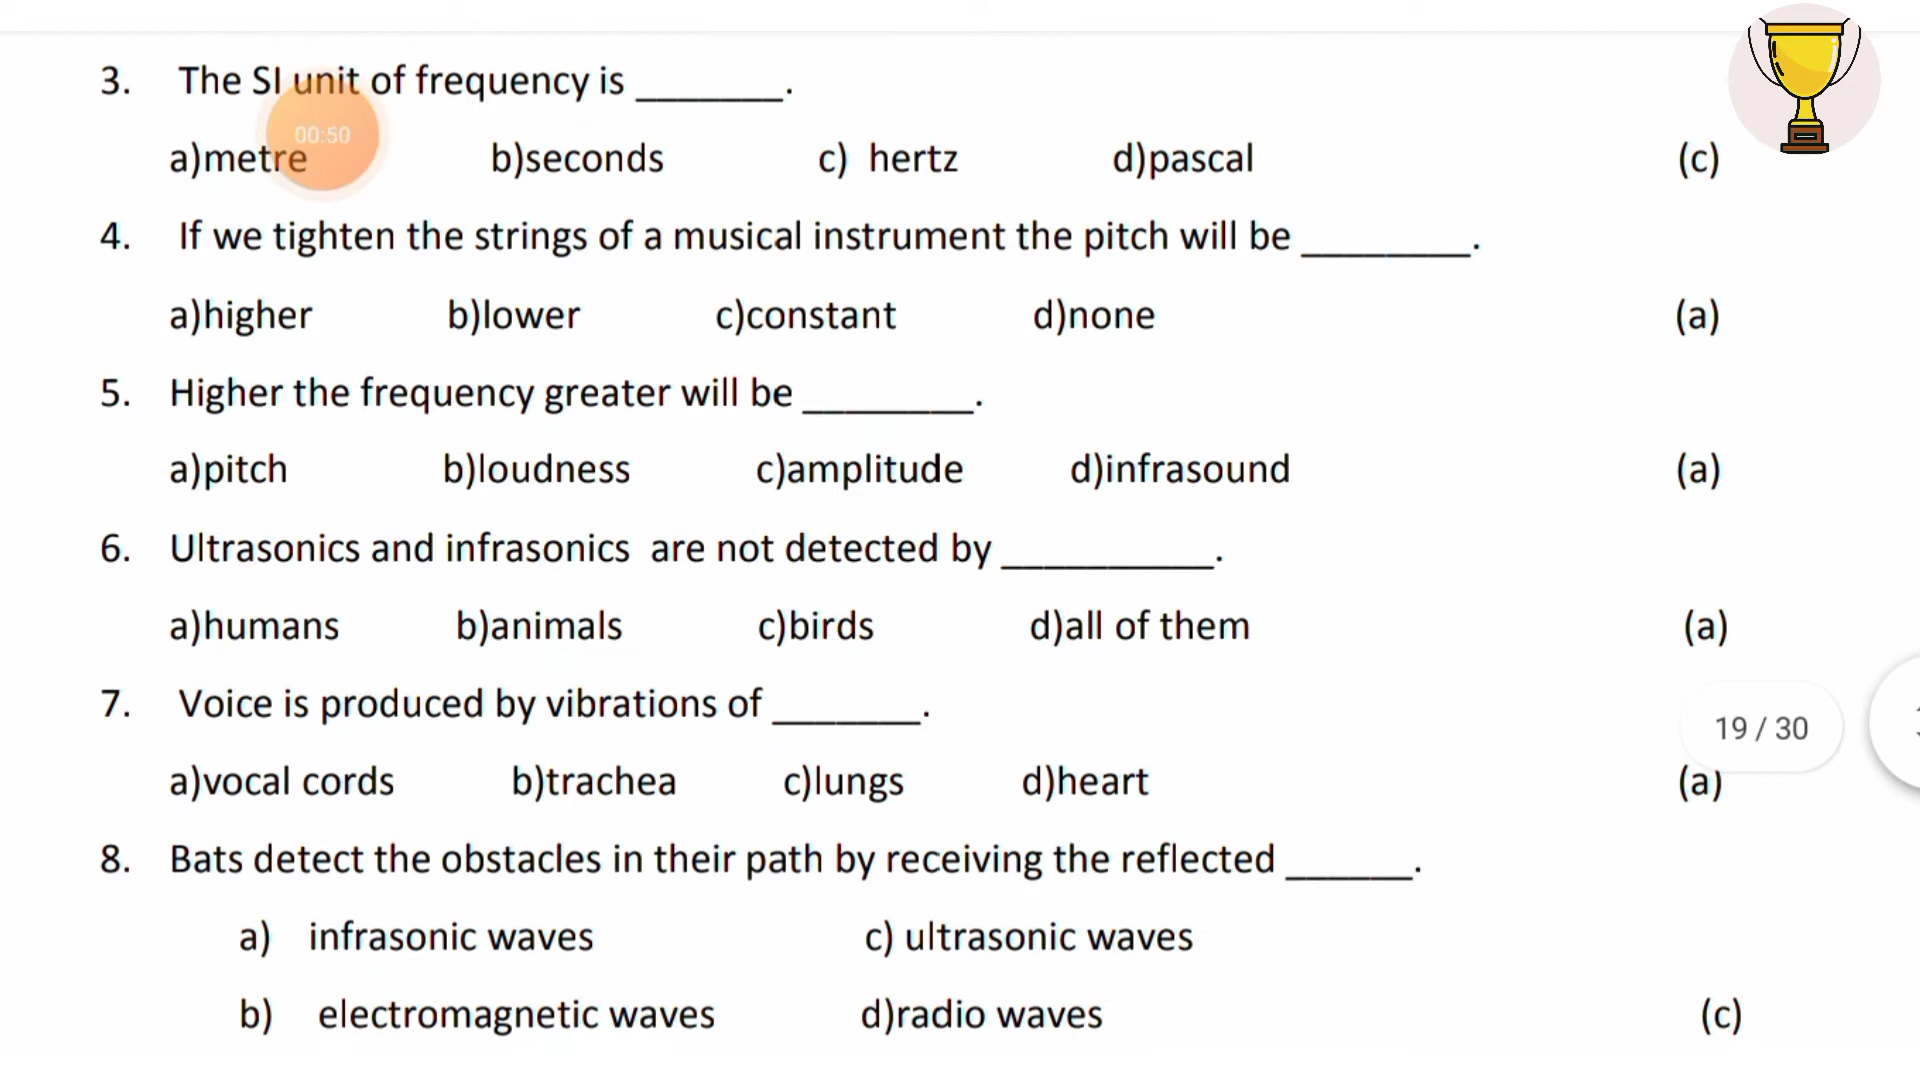 3. The SI unit of frequency is _______.
00:50
a)metre b)seconds c) hertz d)pascal (c)
4. If we tighten the strings of a musical instrument the pitch will be ________.
a)higher b)lower c)constant d)none (a)
5. Higher the frequency greater will be ________.
a)pitch b)loudness c)amplitude d)infrasound (a)
6. Ultrasonics and infrasonics are not detected by __________.
a)humans b)animals c)birds d)all of them (a)
7. Voice is produced by vibrations of _______.
19 / 30
a)vocal cords b)trachea c)lungs d)heart (a)
8. Bats detect the obstacles in their path by receiving the reflected ______.
a) infrasonic waves c) ultrasonic waves
b) electromagnetic waves d)radio waves (c)